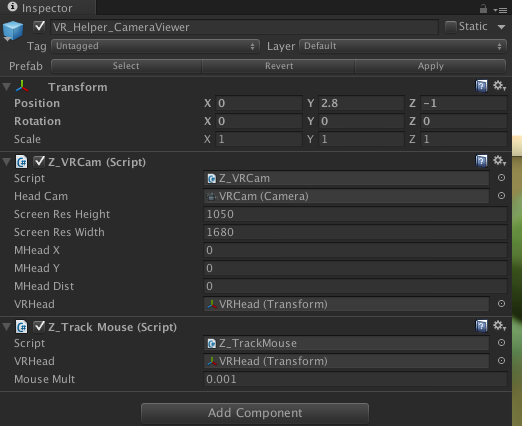 Inspector
VR_Helper_CameraViewer Static
Tag Untagged Layer Default
Prefab Select Revert Apply
Transform
Position X 0 Y 2.8 Z -1
Rotation X 0 Y 0 Z 0
Scale X 1 Y 1 Z 1
Z_VRCam (Script)
Script Z_VRCam
Head Cam VRCam (Camera)
Screen Res Height 1050
Screen Res Width 1680
MHead X 0
MHead Y 0
MHead Dist 0
VRHead VRHead (Transform)
Z_Track Mouse (Script)
Script Z_TrackMouse
VRHead VRHead (Transform)
Mouse Mult 0.001
Add Component